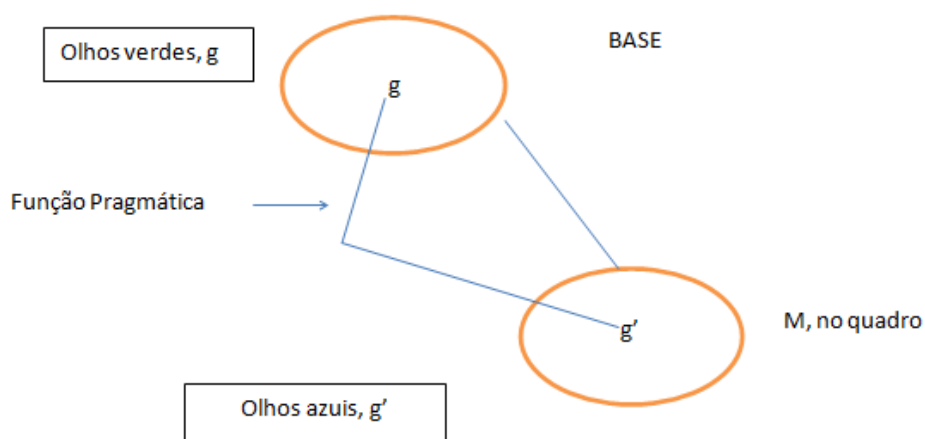 BASE
Olhos verdes, g
g
Função Pragmática
g’
M, no quadro
Olhos azuis, g’